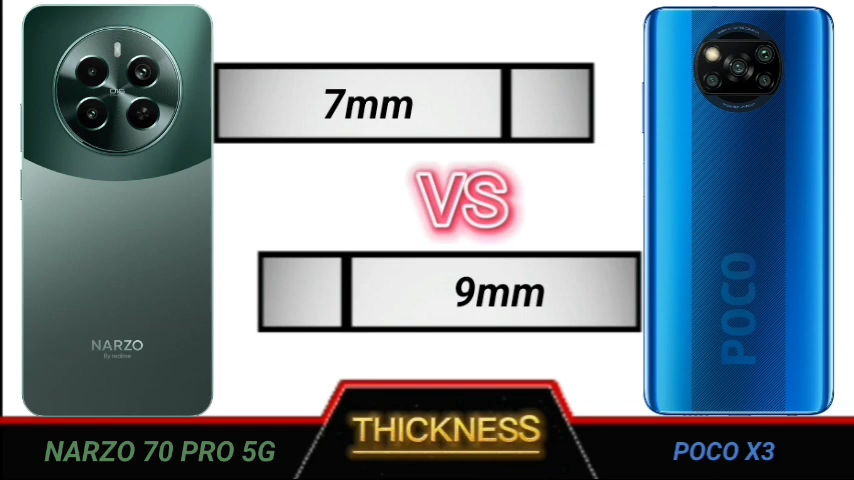 7mm
VS
9mm
NARZO
By realme
POCO
THICKNESS
NARZO 70 PRO 5G
POCO X3